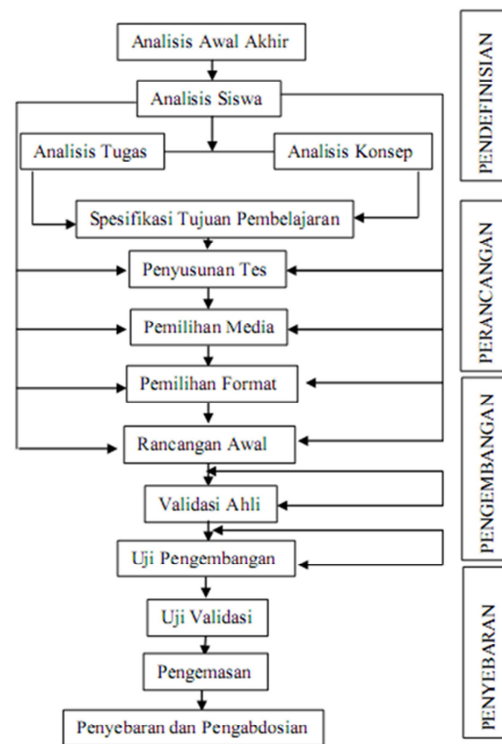 Analisis Awal Akhir
Analisis Siswa
Analisis Tugas
Analisis Konsep
Spesifikasi Tujuan Pembelajaran
Penyusunan Tes
Pemilihan Media
Pemilihan Format
Rancangan Awal
Validasi Ahli
Uji Pengembangan
Uji Validasi
Pengemasan
Penyebaran dan Pengabdosian
PENDEFINISIAN
PERANCANGAN
PENGEMBANGAN
PENYEBARAN